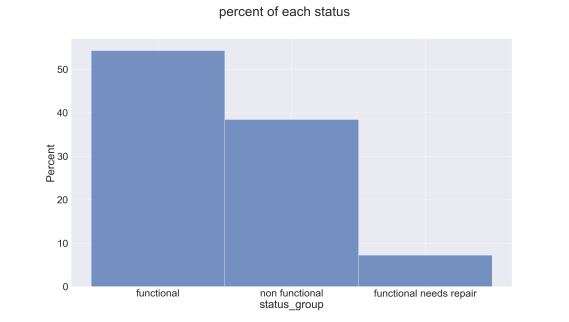 percent of each status
50
40
30
20
10
0
Percent
functional
non functional
functional needs repair
status_group